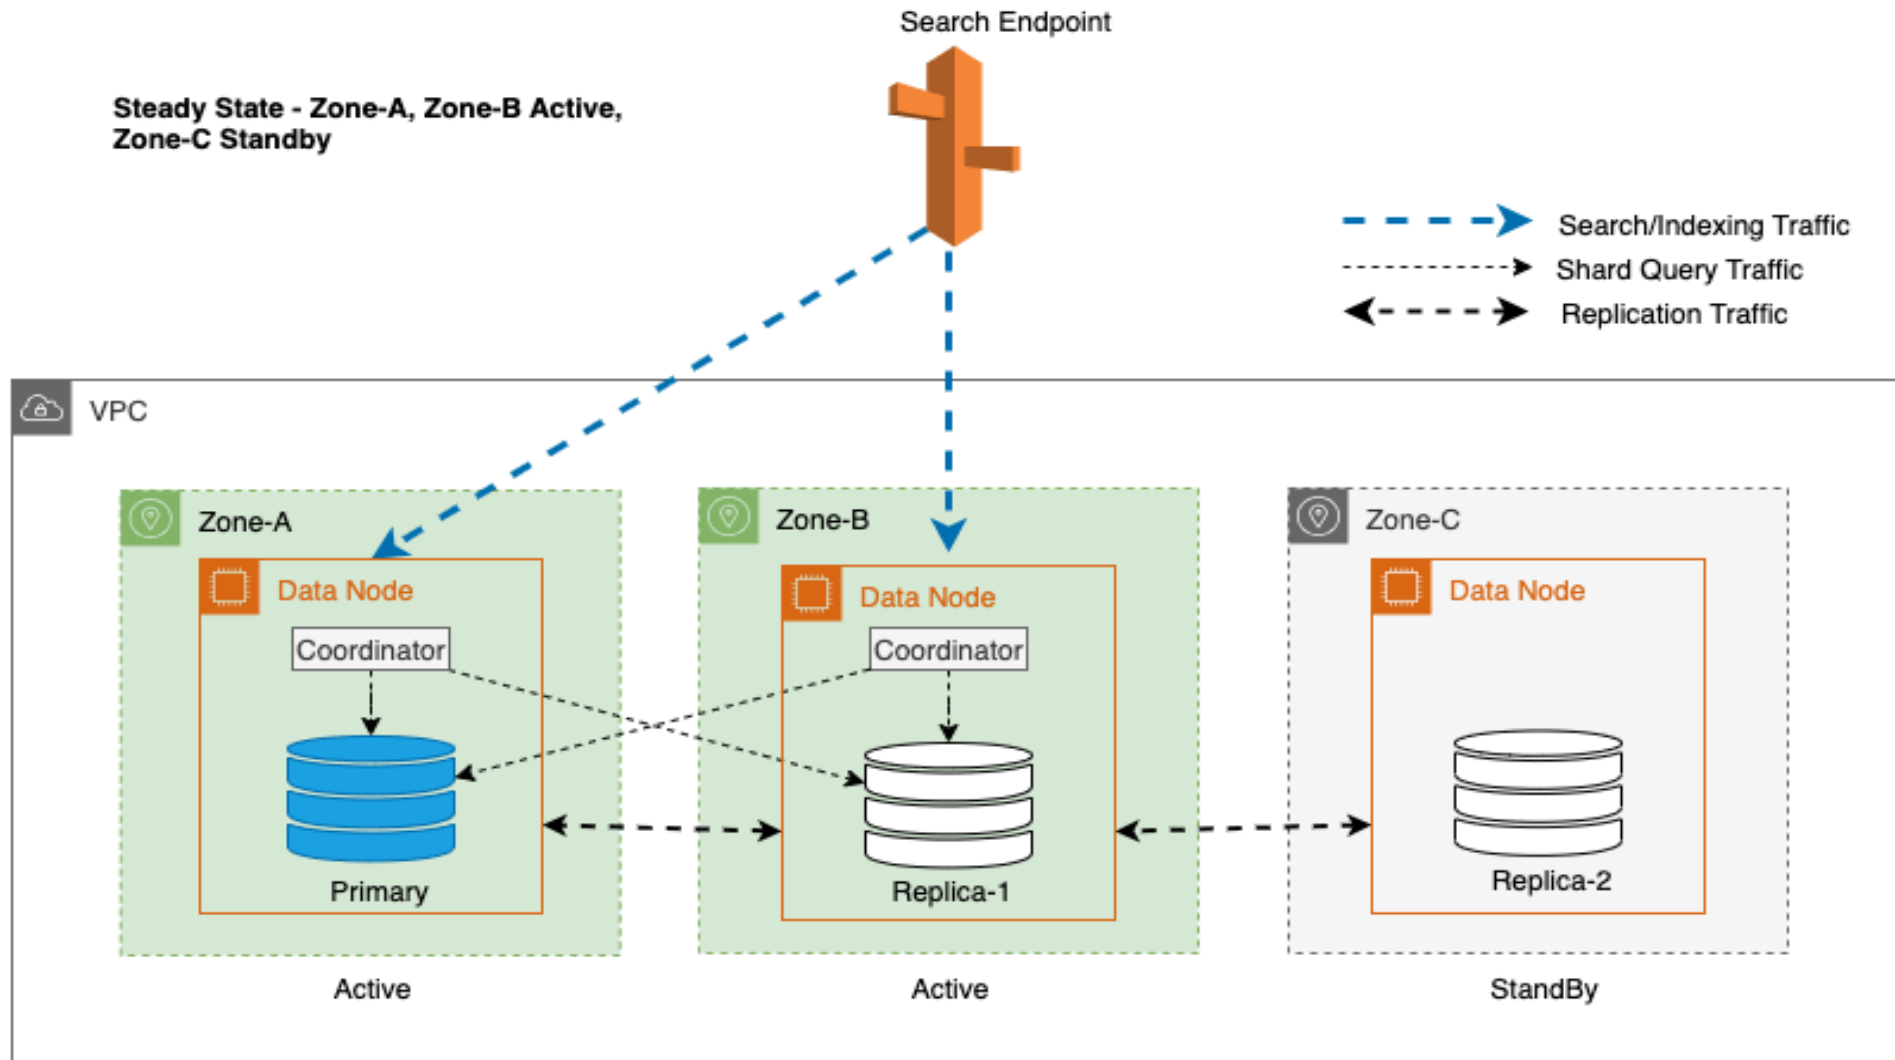 Search Endpoint
Steady State - Zone-A, Zone-B Active,
Zone-C Standby
Search/Indexing Traffic
Shard Query Traffic
Replication Traffic
VPC
Zone-A
Data Node
Coordinator
Primary
Active
Zone-B
Data Node
Coordinator
Replica-1
Active
Zone-C
Data Node
Replica-2
StandBy